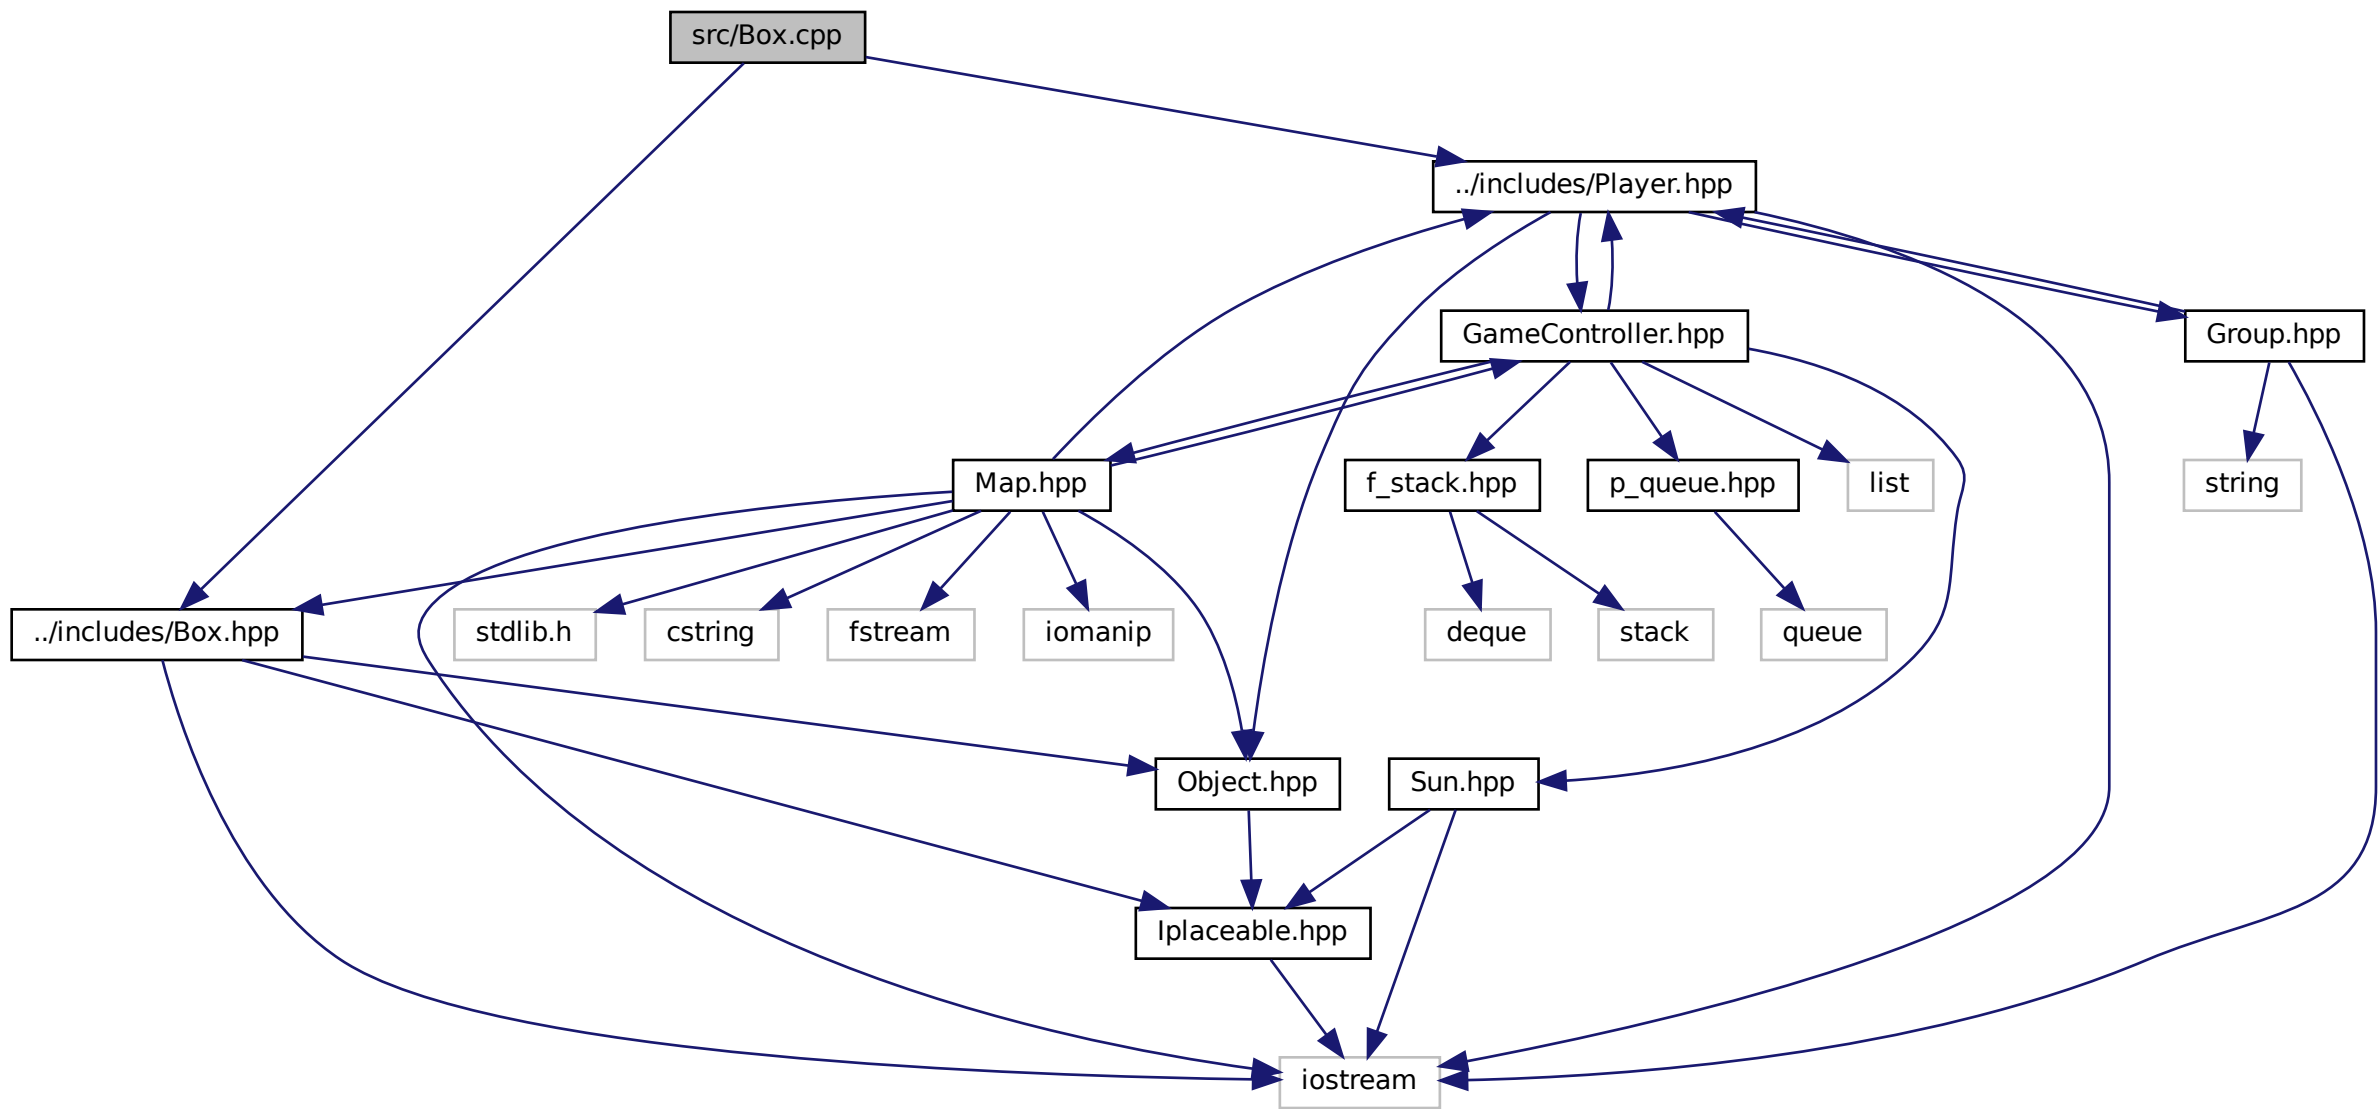 src/Box.cpp
../includes/Player.hpp
GameController.hpp
Group.hpp
Map.hpp
f_stack.hpp
p_queue.hpp
list
string
../includes/Box.hpp
stdlib.h
cstring
fstream
iomanip
deque
stack
queue
Object.hpp
Sun.hpp
Iplaceable.hpp
iostream